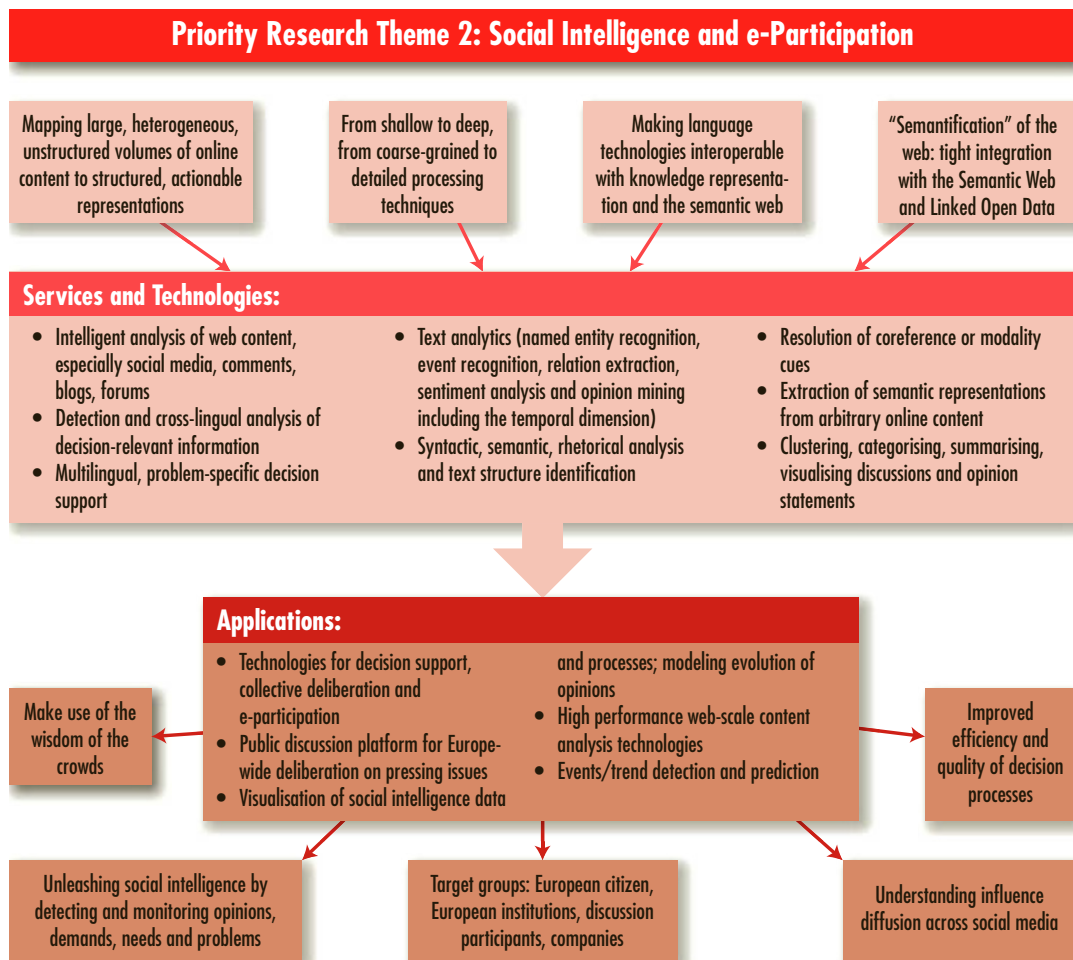 Priority Research Theme 2: Social Intelligence and e-Participation
Mapping large, heterogeneous,
unstructured volumes of online
content to structured, actionable
representations
From shallow to deep,
from coarse-grained to
detailed processing
techniques
Making language
technologies interoperable
with knowledge representa-
tion and the semantic web
“Semantification” of the
web: tight integration
with the Semantic Web
and Linked Open Data
Services and Technologies:
• Intelligent analysis of web content,
especially social media, comments,
blogs, forums
• Detection and cross-lingual analysis of
decision-relevant information
• Multilingual, problem-specific decision
support
• Text analytics (named entity recognition,
event recognition, relation extraction,
sentiment analysis and opinion mining
including the temporal dimension)
• Syntactic, semantic, rhetorical analysis
and text structure identification
• Resolution of coreference or modality
cues
• Extraction of semantic representations
from arbitrary online content
• Clustering, categorising, summarising,
visualising discussions and opinion
statements
Applications:
• Technologies for decision support,
collective deliberation and
e-participation
• Public discussion platform for Europe-
wide deliberation on pressing issues
• Visualisation of social intelligence data
and processes; modeling evolution of
opinions
• High performance web-scale content
analysis technologies
• Events/trend detection and prediction
Make use of the
wisdom of the
crowds
Improved
efficiency and
quality of decision
processes
Unleashing social intelligence by
detecting and monitoring opinions,
demands, needs and problems
Target groups: European citizen,
European institutions, discussion
participants, companies
Understanding influence
diffusion across social media